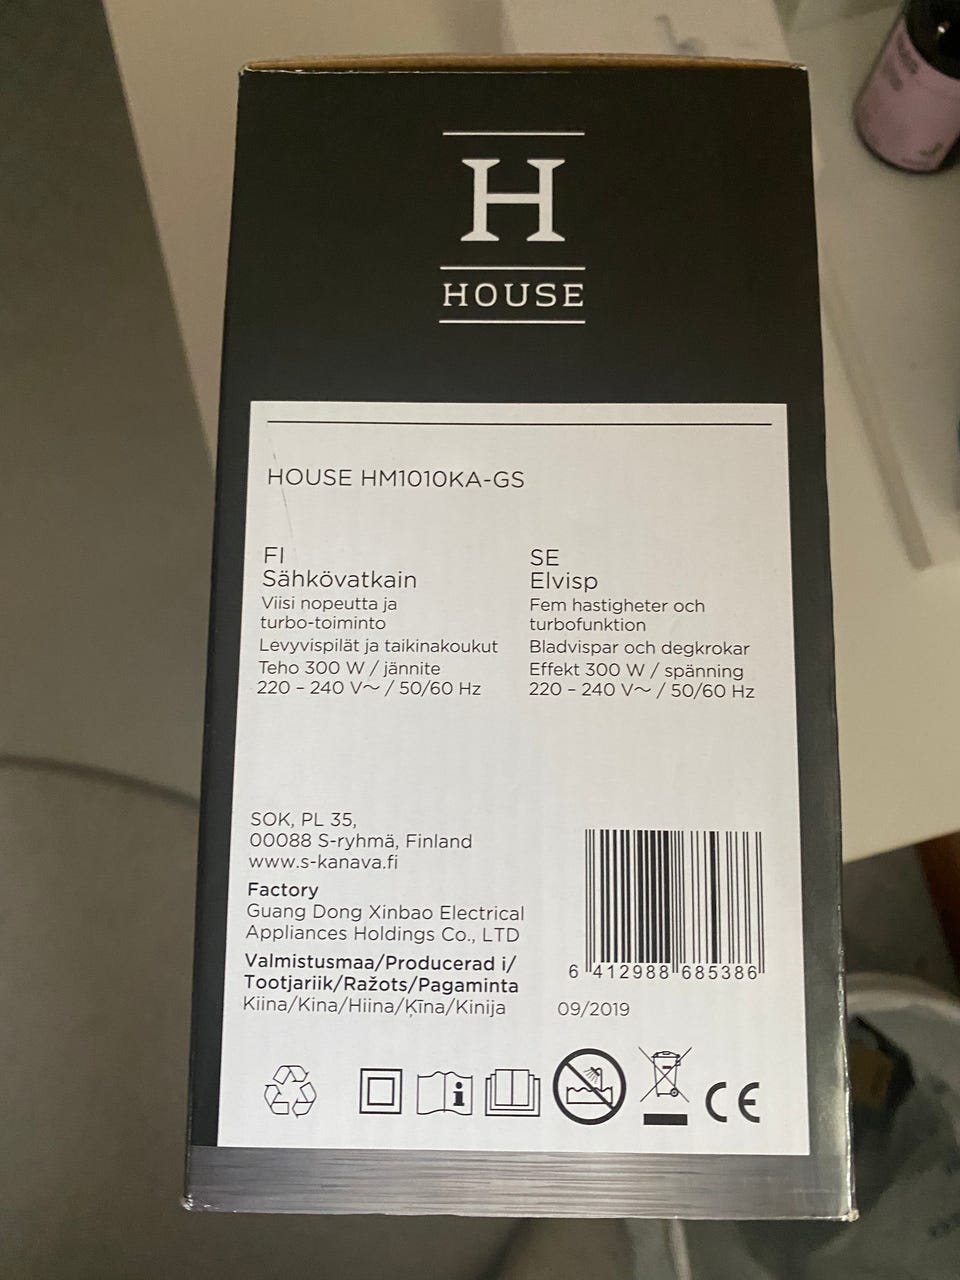 H
HOUSE
HOUSE HM1010KA-GS
FI
Sähkövatkain
Viisi nopeutta ja
turbo-toiminto
Levyvispilät ja taikinakoukut
Teho 300 W / jännite
220 – 240 V~ / 50/60 Hz
SE
Elvisp
Fem hastigheter och
turbofunktion
Bladvispar och degkrokar
Effekt 300 W / spänning
220 – 240 V~ / 50/60 Hz
SOK, PL 35,
00088 S-ryhmä, Finland
www.s-kanava.fi
Factory
Guang Dong Xinbao Electrical
Appliances Holdings Co., LTD
Valmistusmaa/Producerad i/
Tootjariik/Ražots/Pagaminta
Kiina/Kina/Hiina/Ķīna/Kinija
6 412988 685386
09/2019
i
CE